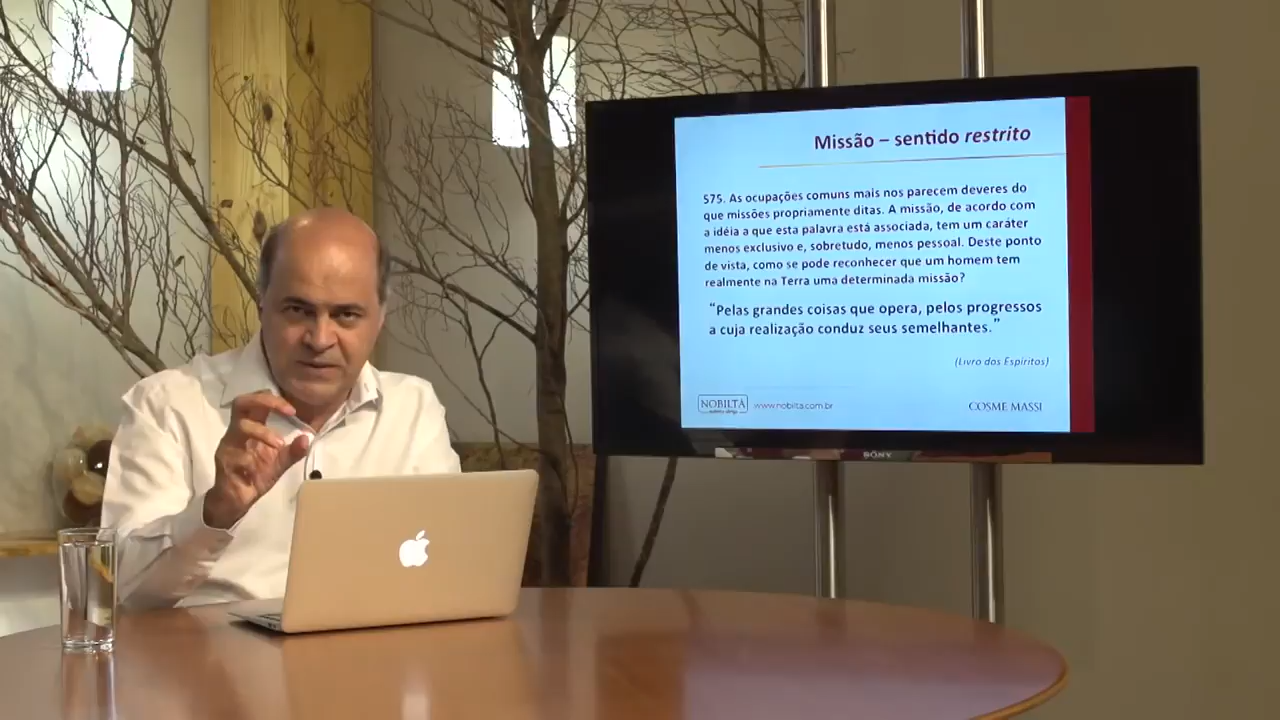 Missão – sentido restrito
575. As ocupações comuns mais nos parecem deveres do
que missões propriamente ditas. A missão, de acordo com
a idéia a que esta palavra está associada, tem um caráter
menos exclusivo e, sobretudo, menos pessoal. Deste ponto
de vista, como se pode reconhecer que um homem tem
realmente na Terra uma determinada missão?
“Pelas grandes coisas que opera, pelos progressos
a cuja realização conduz seus semelhantes.”
(Livro dos Espíritos)
NOBILTÀ www.nobilta.com.br COSME MASSI
SONY